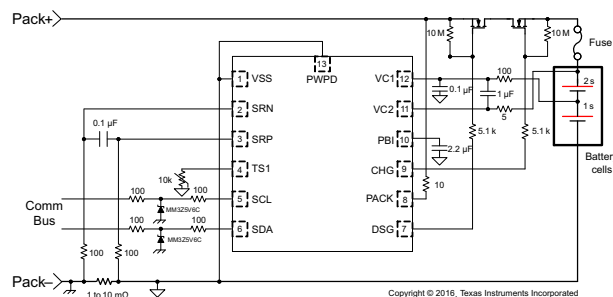 Pack+
10 M
10 M
Fuse
13
PWPD
1
VSS
VC1
12
100
2 s
0.1 µF
1 µF
2
SRN
VC2
11
5
1 s
0.1 µF
3
SRP
PBI
10
5.1 k
5.1 k
2.2 µF
Batter
cells
4
TS1
CHG
9
10k
Comm
Bus
100
100
5
SCL
PACK
8
10
MM3Z5V6C
100
100
6
SDA
DSG
7
MM3Z5V6C
100
100
Pack–
1 to 10 mΩ
Copyright © 2016, Texas Instruments Incorporated